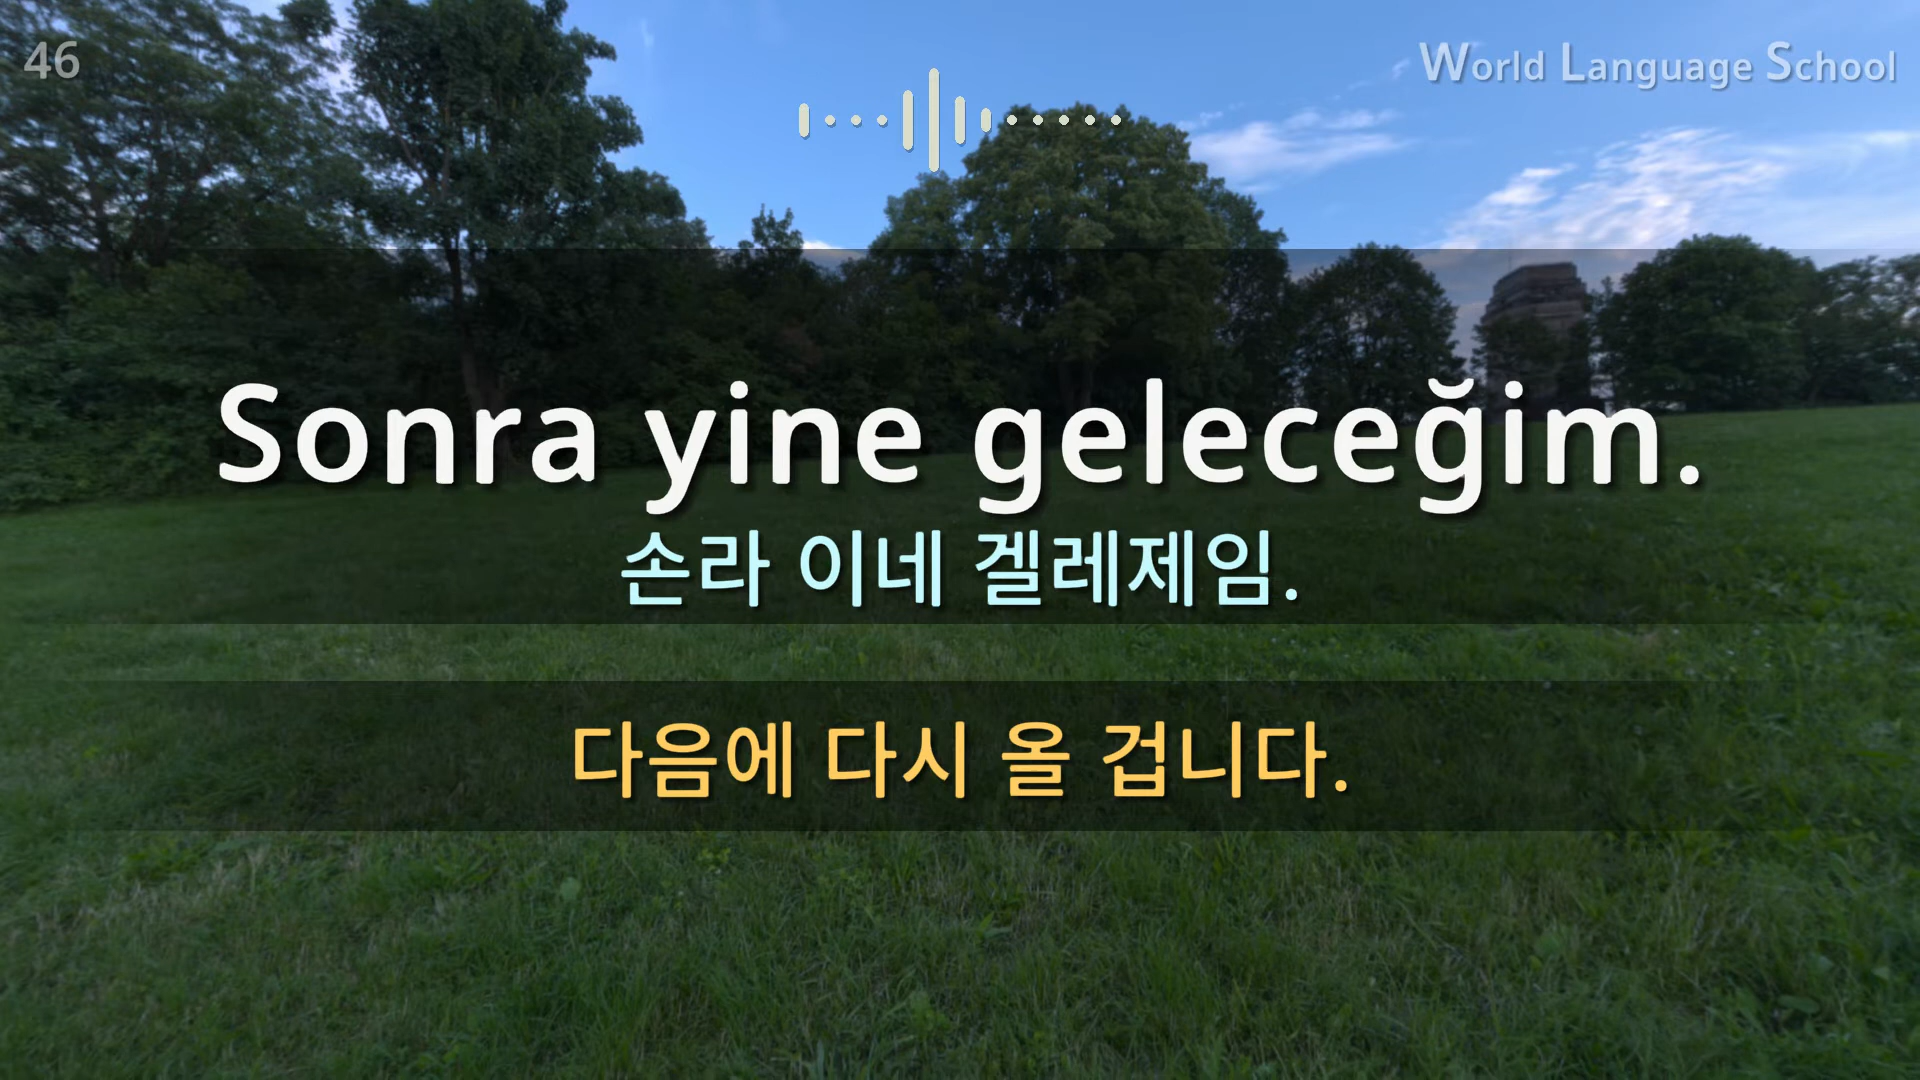 46
World Language School
Sonra yine geleceğim.
손라 이네 겔레제임.
다음에 다시 올 겁니다.